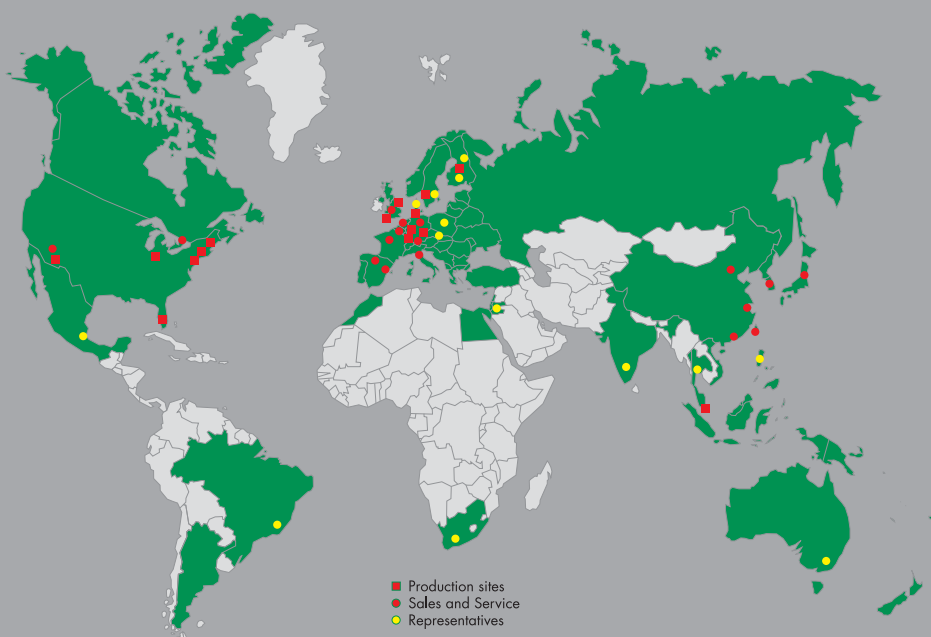 Production sites
Sales and Service
Representatives